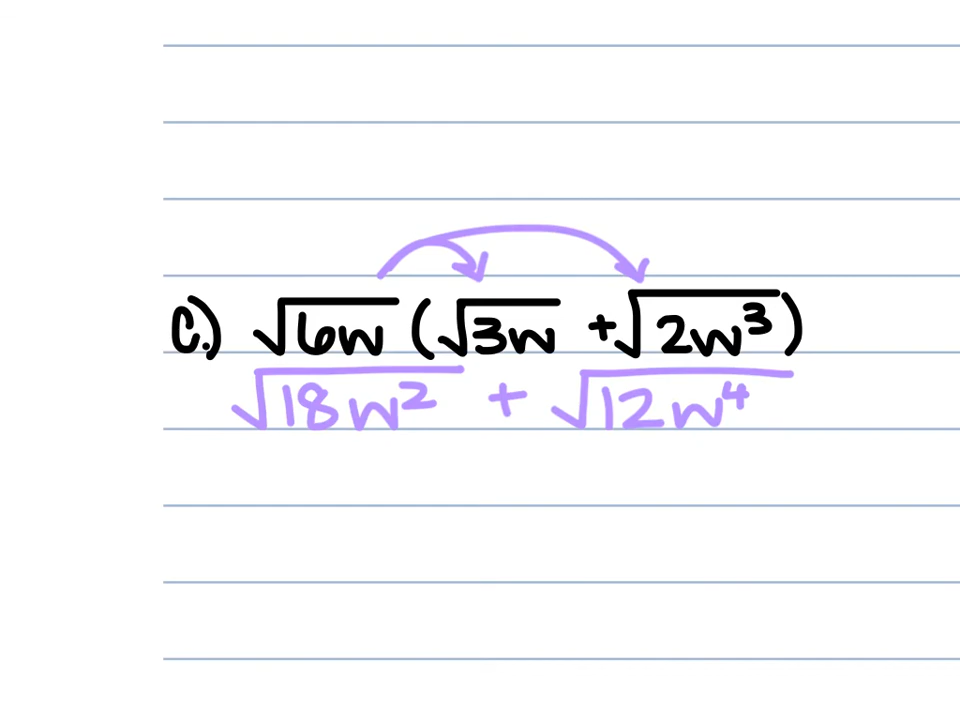 C.) √6w (√3w + √2w³)
√18w² + √12w⁴